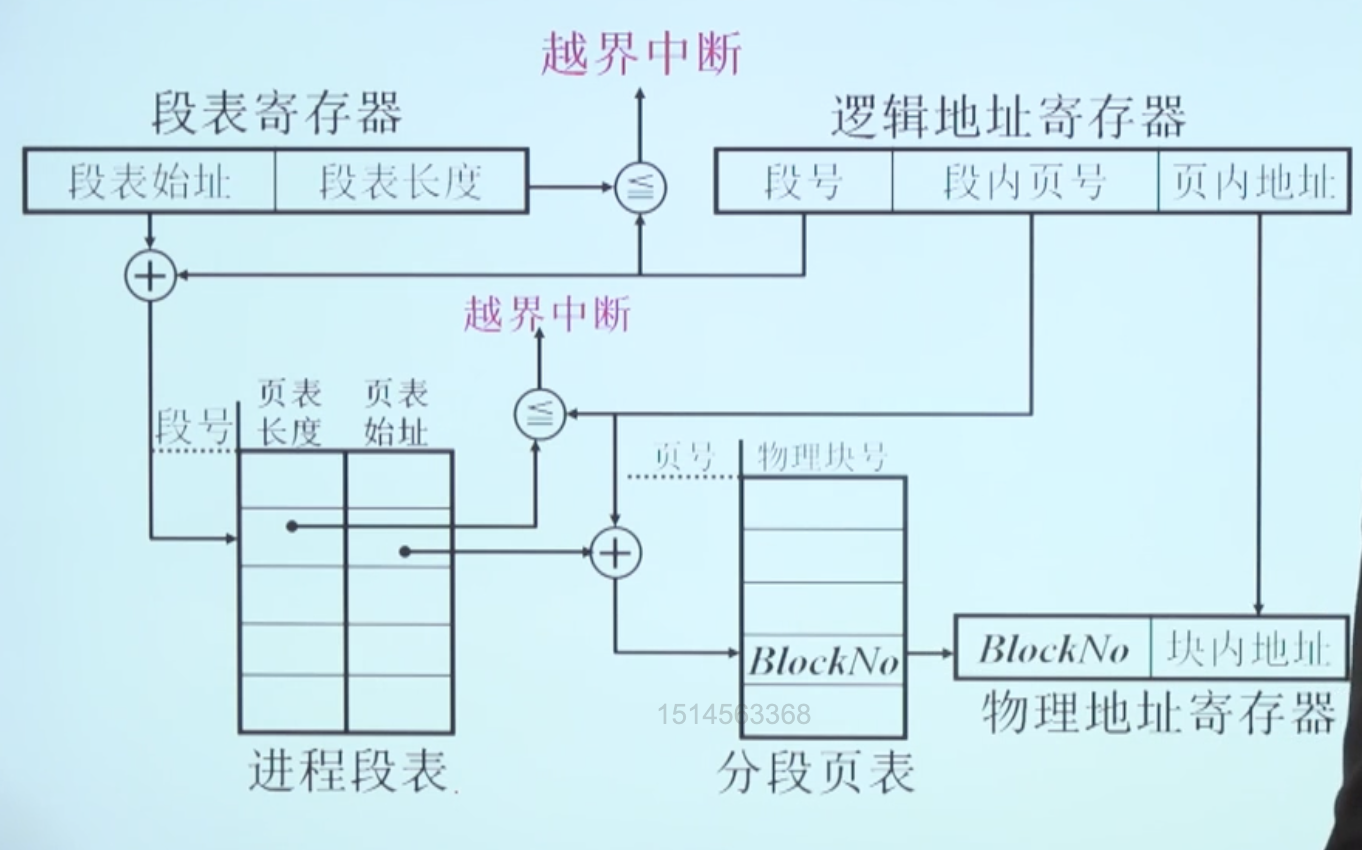 越界中断
段表寄存器
逻辑地址寄存器
段表始址 段表长度
≦
段号 段内页号 页内地址
+
越界中断
段号
页表
长度
页表
始址
≦
页号 物理块号
+
BlockNo
BlockNo 块内地址
1514563368
物理地址寄存器
进程段表
分段页表